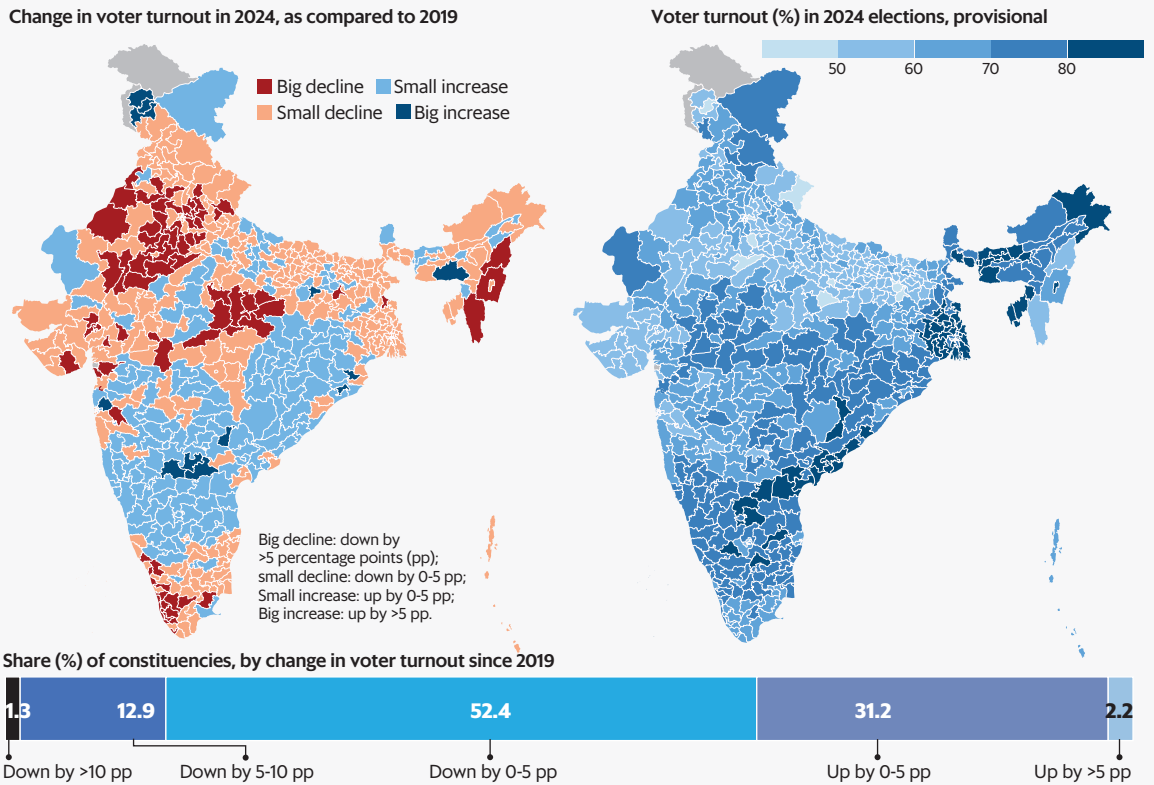 Change in voter turnout in 2024, as compared to 2019
Big decline
Small increase
Small decline
Big increase
Big decline: down by
>5 percentage points (pp);
small decline: down by 0-5 pp;
Small increase: up by 0-5 pp;
Big increase: up by >5 pp.
Voter turnout (%) in 2024 elections, provisional
50 60 70 80
Share (%) of constituencies, by change in voter turnout since 2019
1.3 12.9 52.4 31.2 2.2
Down by >10 pp Down by 5-10 pp Down by 0-5 pp Up by 0-5 pp Up by >5 pp